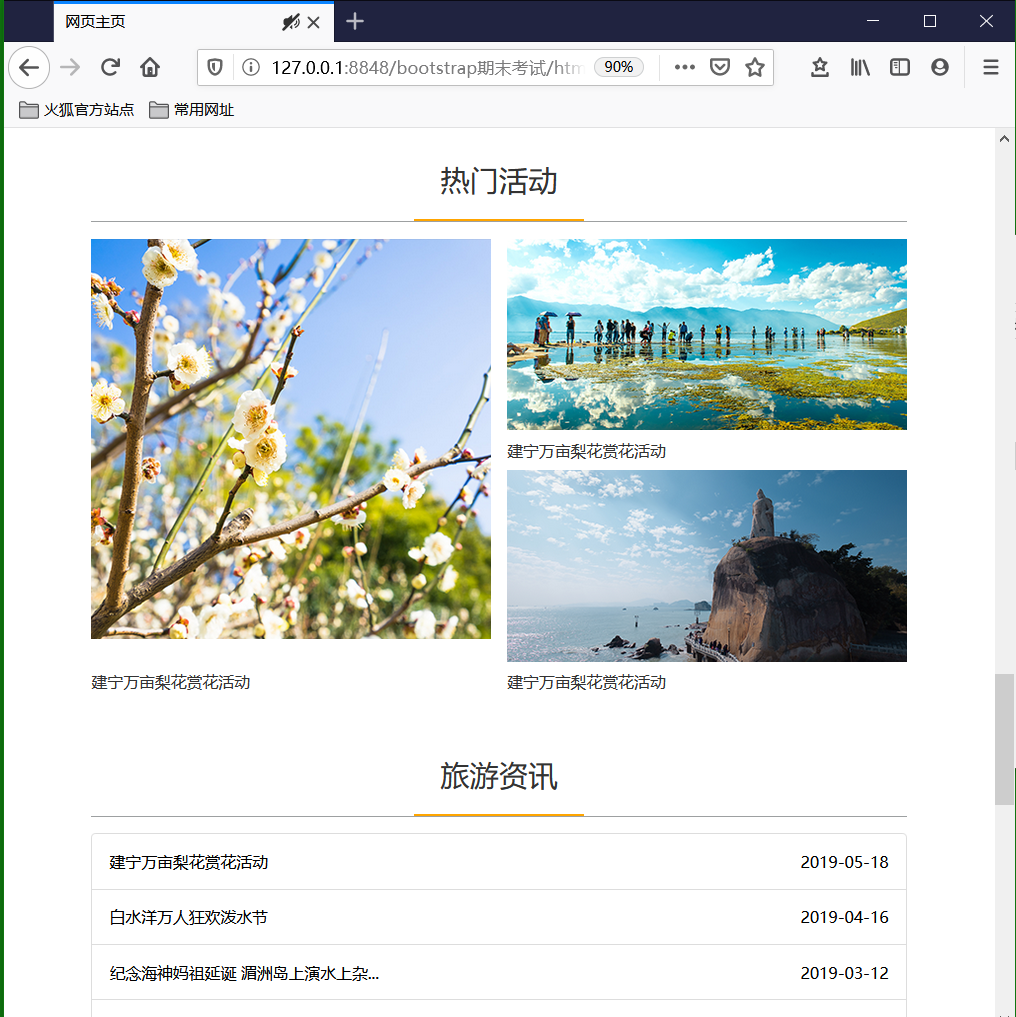 网页主页
127.0.0.1:8848/bootstrap期末考试/htm
90%
火狐官方站点 常用网址
热门活动
建宁万亩梨花赏花活动
建宁万亩梨花赏花活动 建宁万亩梨花赏花活动
旅游资讯
建宁万亩梨花赏花活动 2019-05-18
白水洋万人狂欢泼水节 2019-04-16
纪念海神妈祖延诞 湄洲岛上演水上杂... 2019-03-12